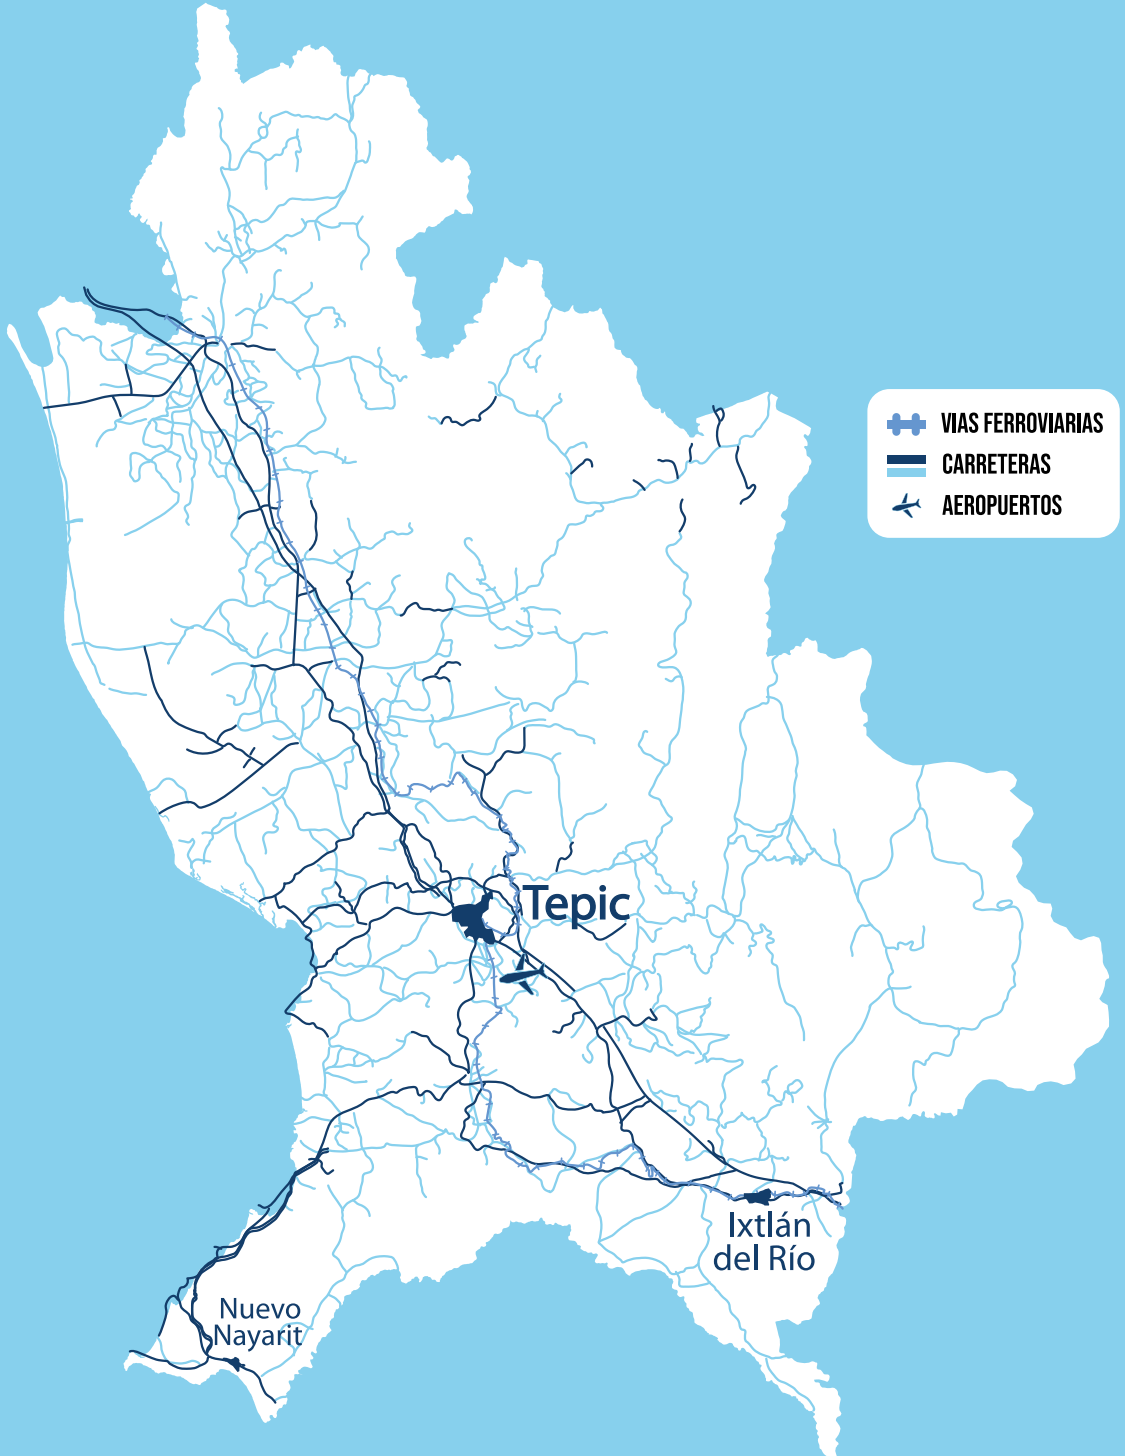 VIAS FERROVIARIAS
CARRETERAS
AEROPUERTOS
Tepic
Ixtlán
del Río
Nuevo
Nayarit